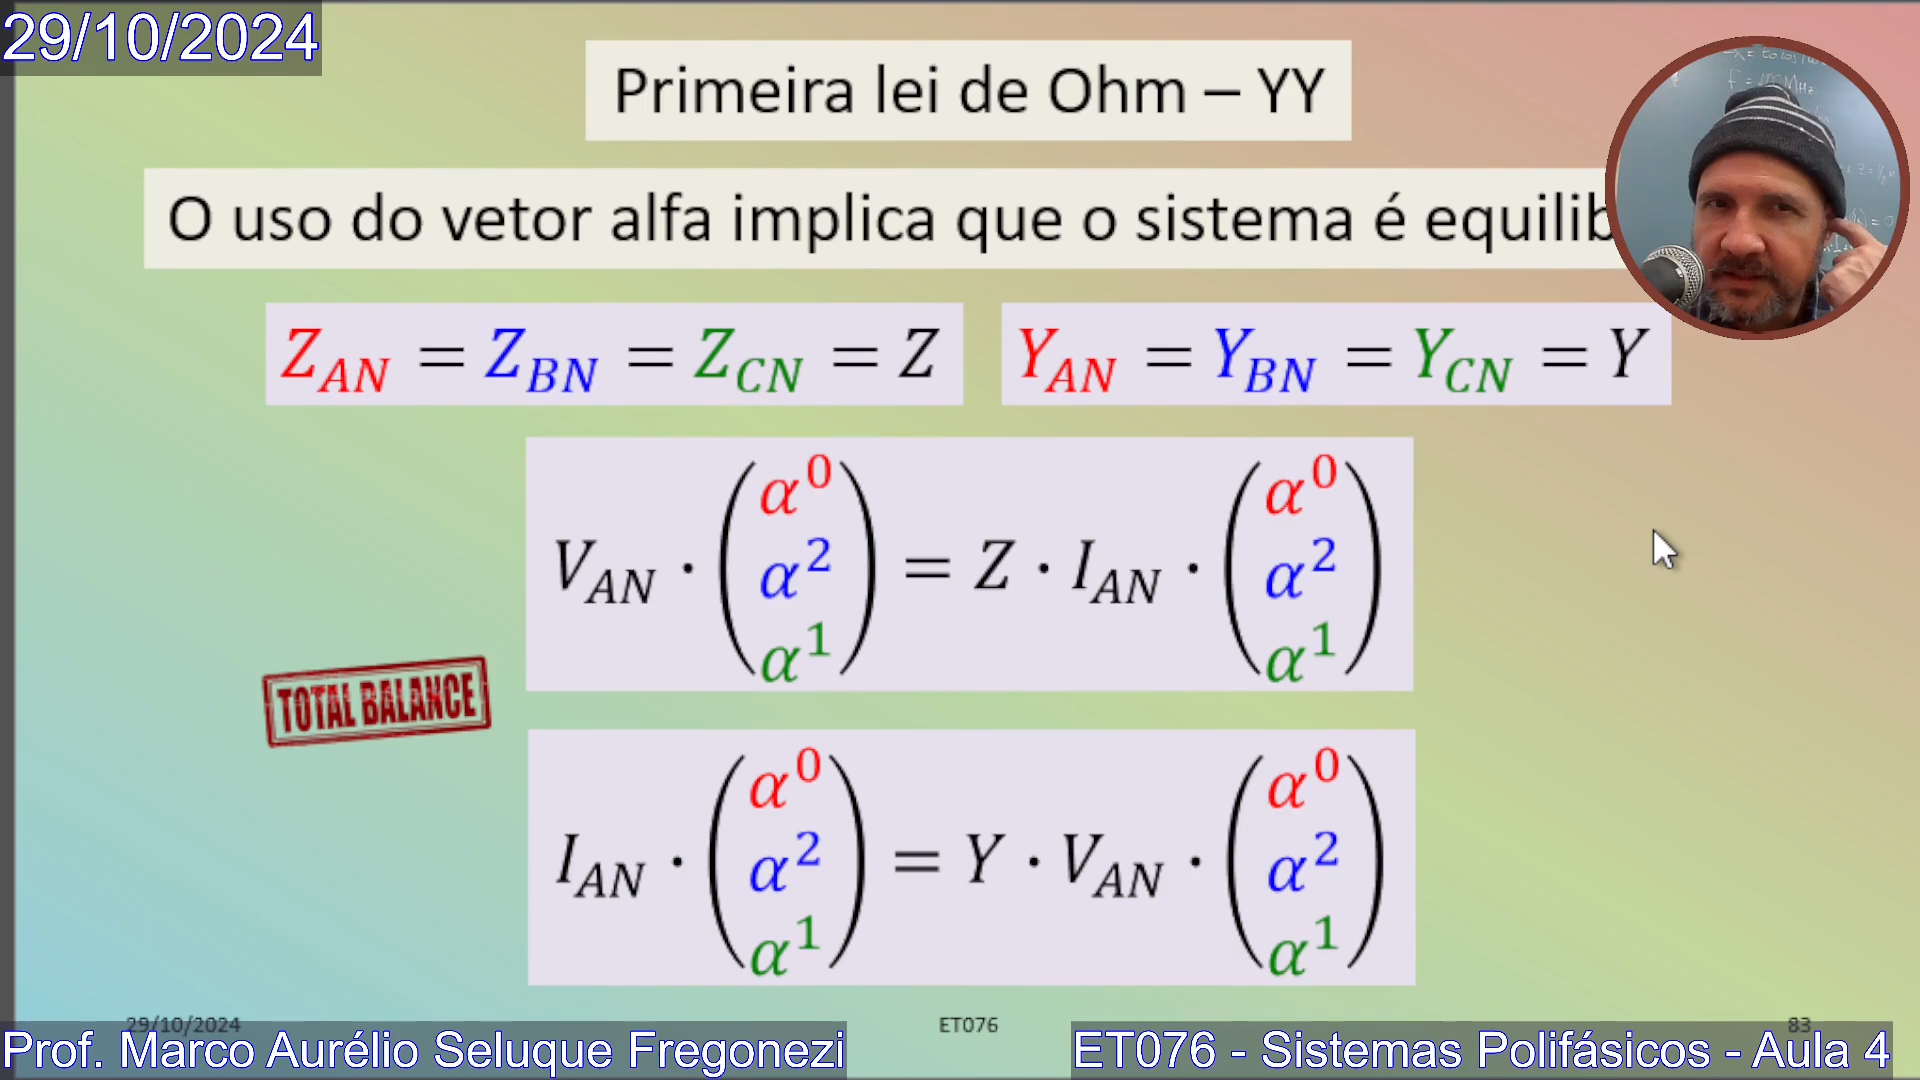 29/10/2024
Primeira lei de Ohm – YY
O uso do vetor alfa implica que o sistema é equilib
Z_AN = Z_BN = Z_CN = Z
Y_AN = Y_BN = Y_CN = Y
V_AN · (α^0 α^2 α^1) = Z · I_AN · (α^0 α^2 α^1)
TOTAL BALANCE
I_AN · (α^0 α^2 α^1) = Y · V_AN · (α^0 α^2 α^1)
29/10/2024
ET076
83
Prof. Marco Aurélio Seluque Fregonezi
ET076 - Sistemas Polifásicos - Aula 4